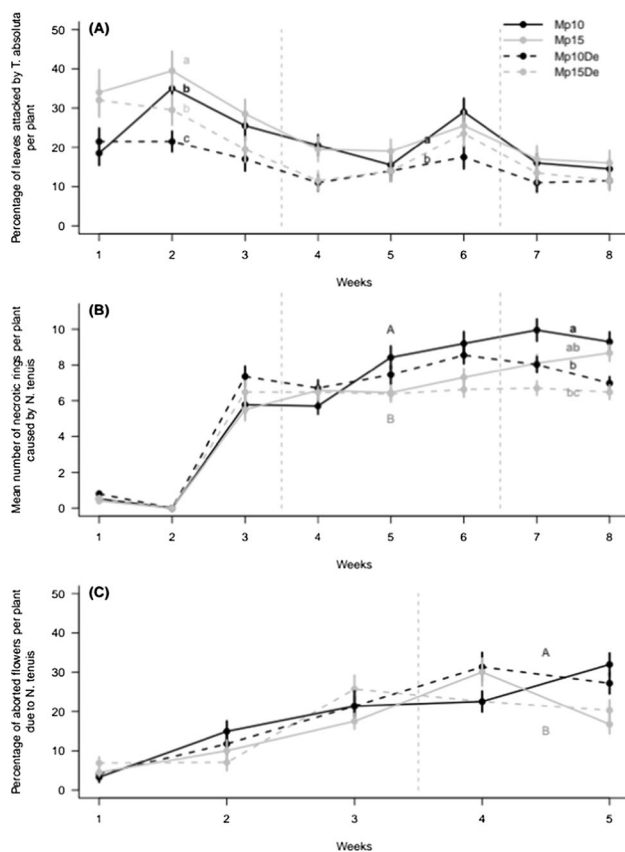 (A)
Mp10
Mp15
Mp10De
Mp15De
Percentage of leaves attacked by T. absoluta
per plant
50
40
30
20
10
0
a
b
b
c
a
b
1 2 3 4 5 6 7 8
Weeks
(B)
Mean number of necrotic rings per plant
caused by N. tenuis
10
8
6
4
2
0
A
B
a
ab
b
bc
1 2 3 4 5 6 7 8
Weeks
(C)
Percentage of aborted flowers per plant
due to N. tenuis
50
40
30
20
10
0
A
B
1 2 3 4 5
Weeks